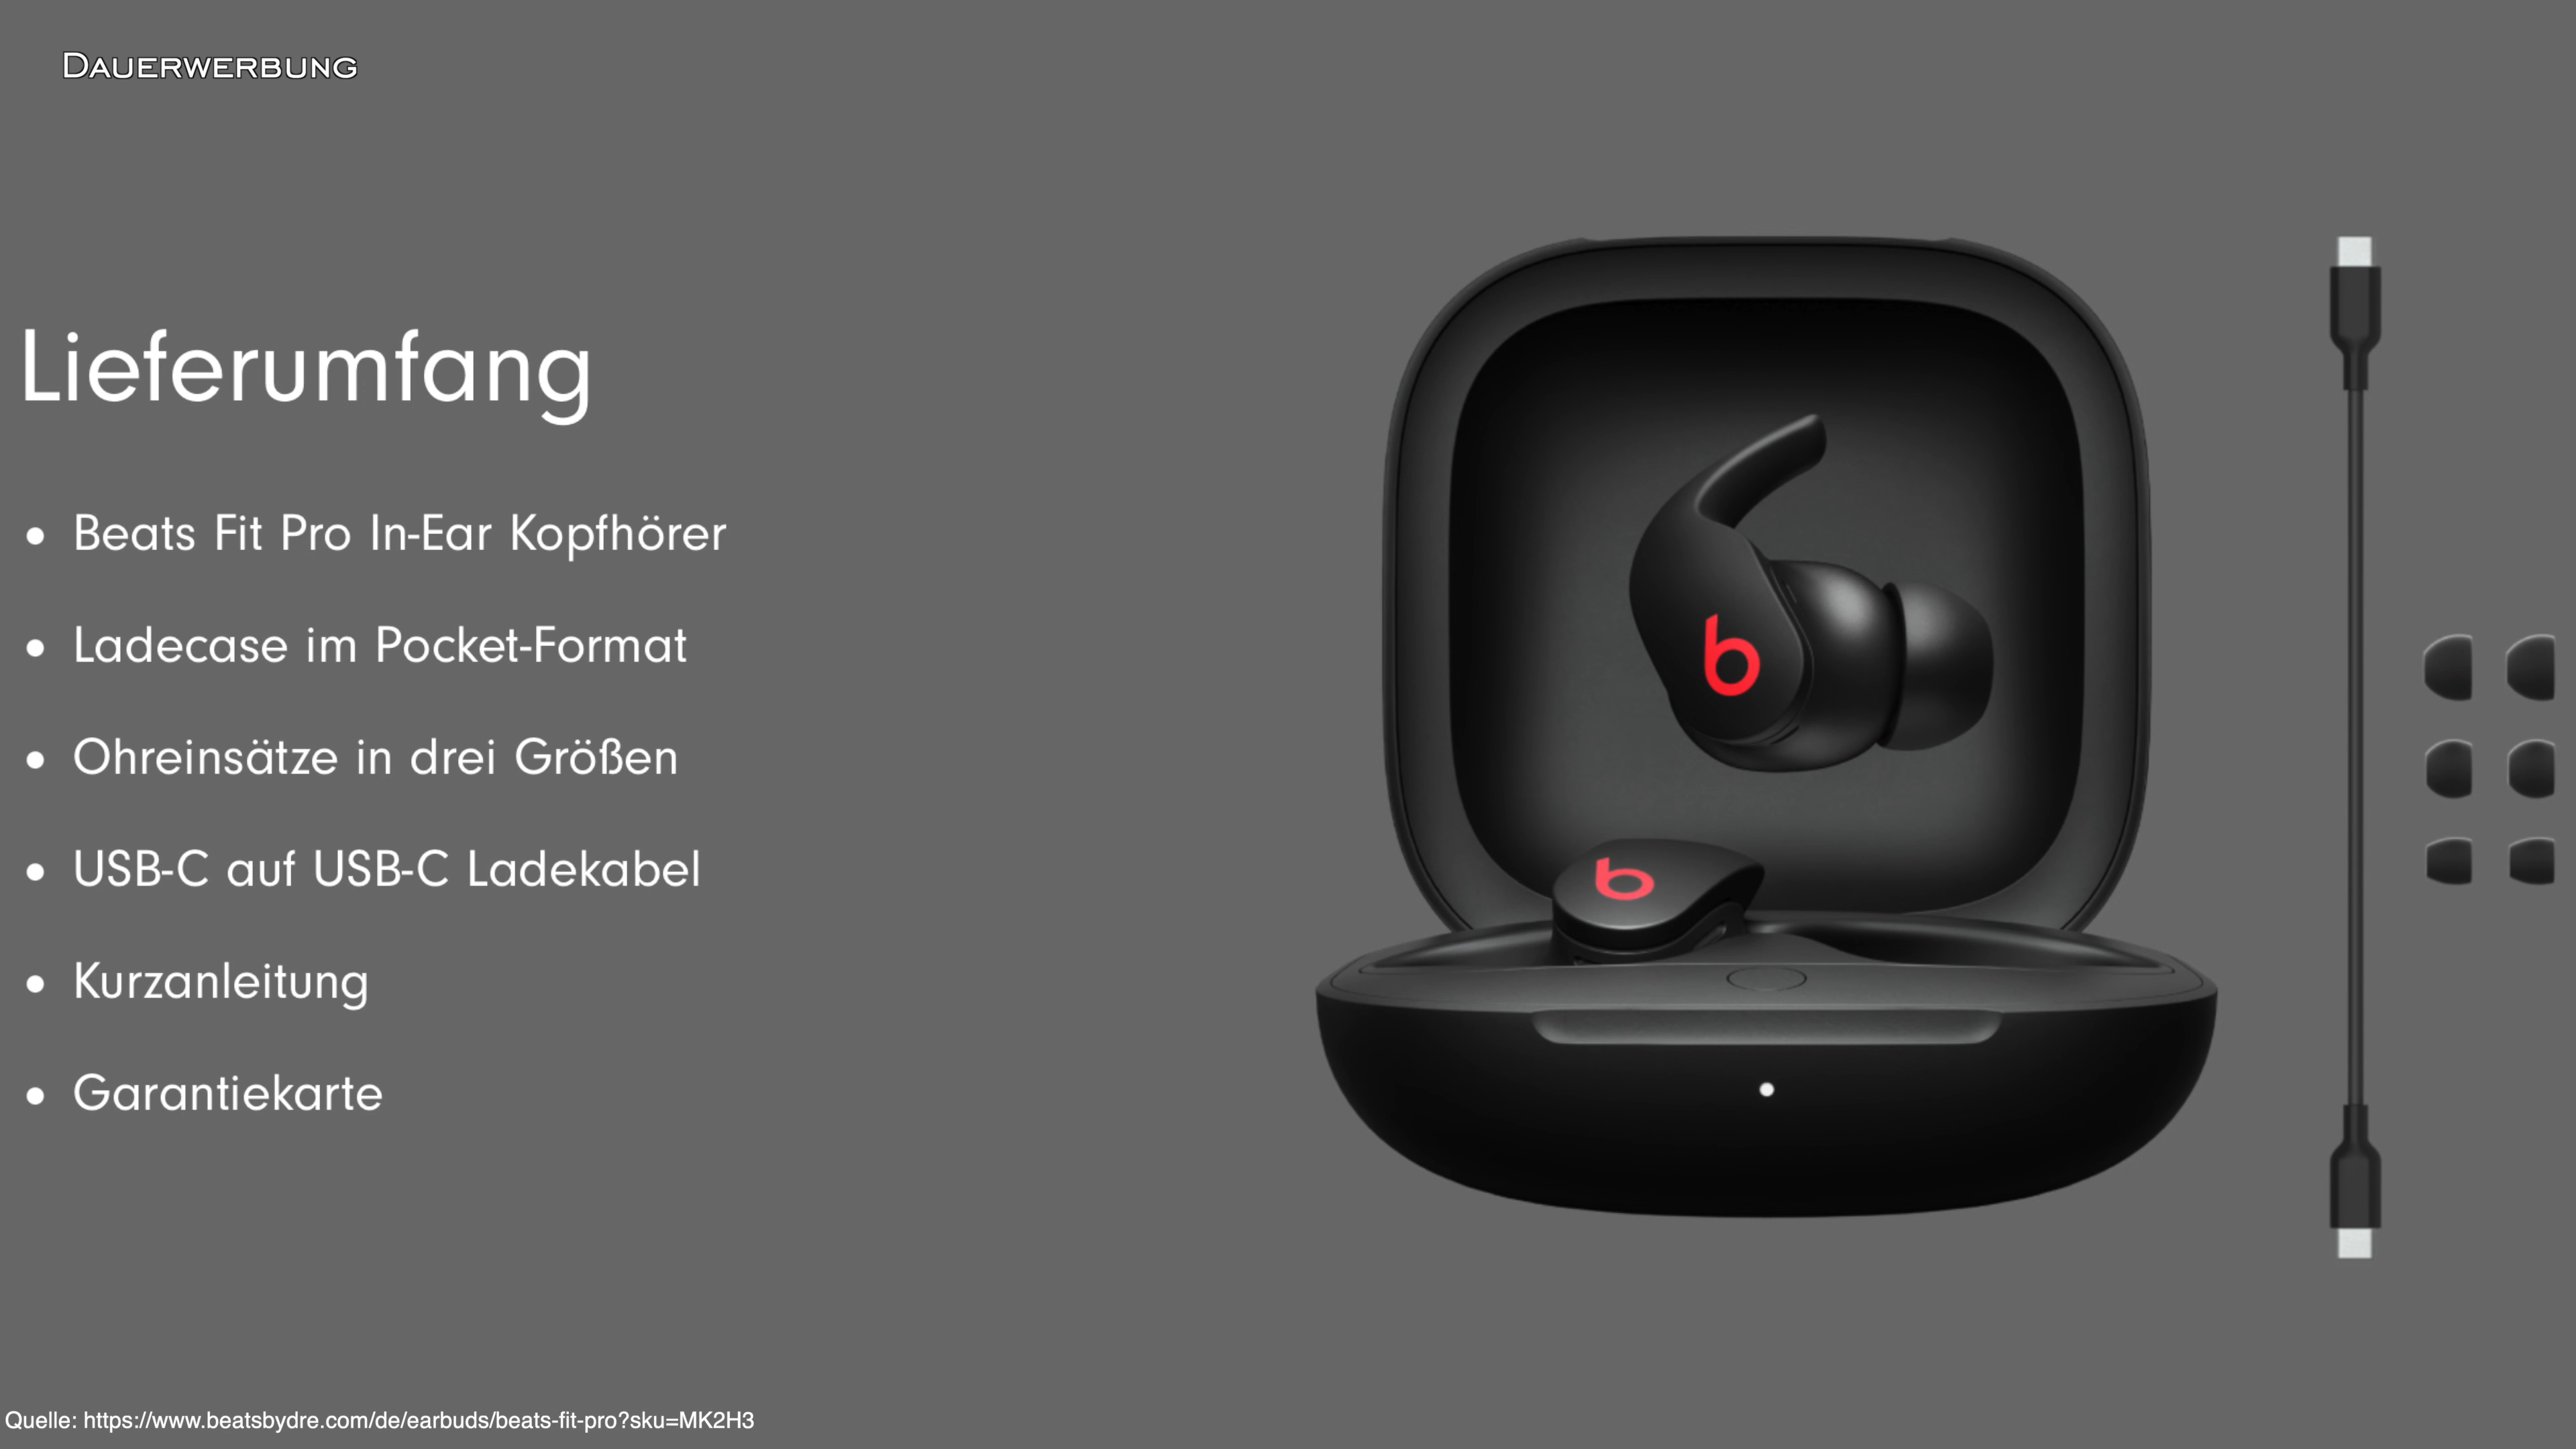 DAUERWERBUNG
Lieferumfang
• Beats Fit Pro In-Ear Kopfhörer
• Ladecase im Pocket-Format
• Ohreinsätze in drei Größen
• USB-C auf USB-C Ladekabel
• Kurzanleitung
• Garantiekarte
b
b
Quelle: https://www.beatsbydre.com/de/earbuds/beats-fit-pro?sku=MK2H3